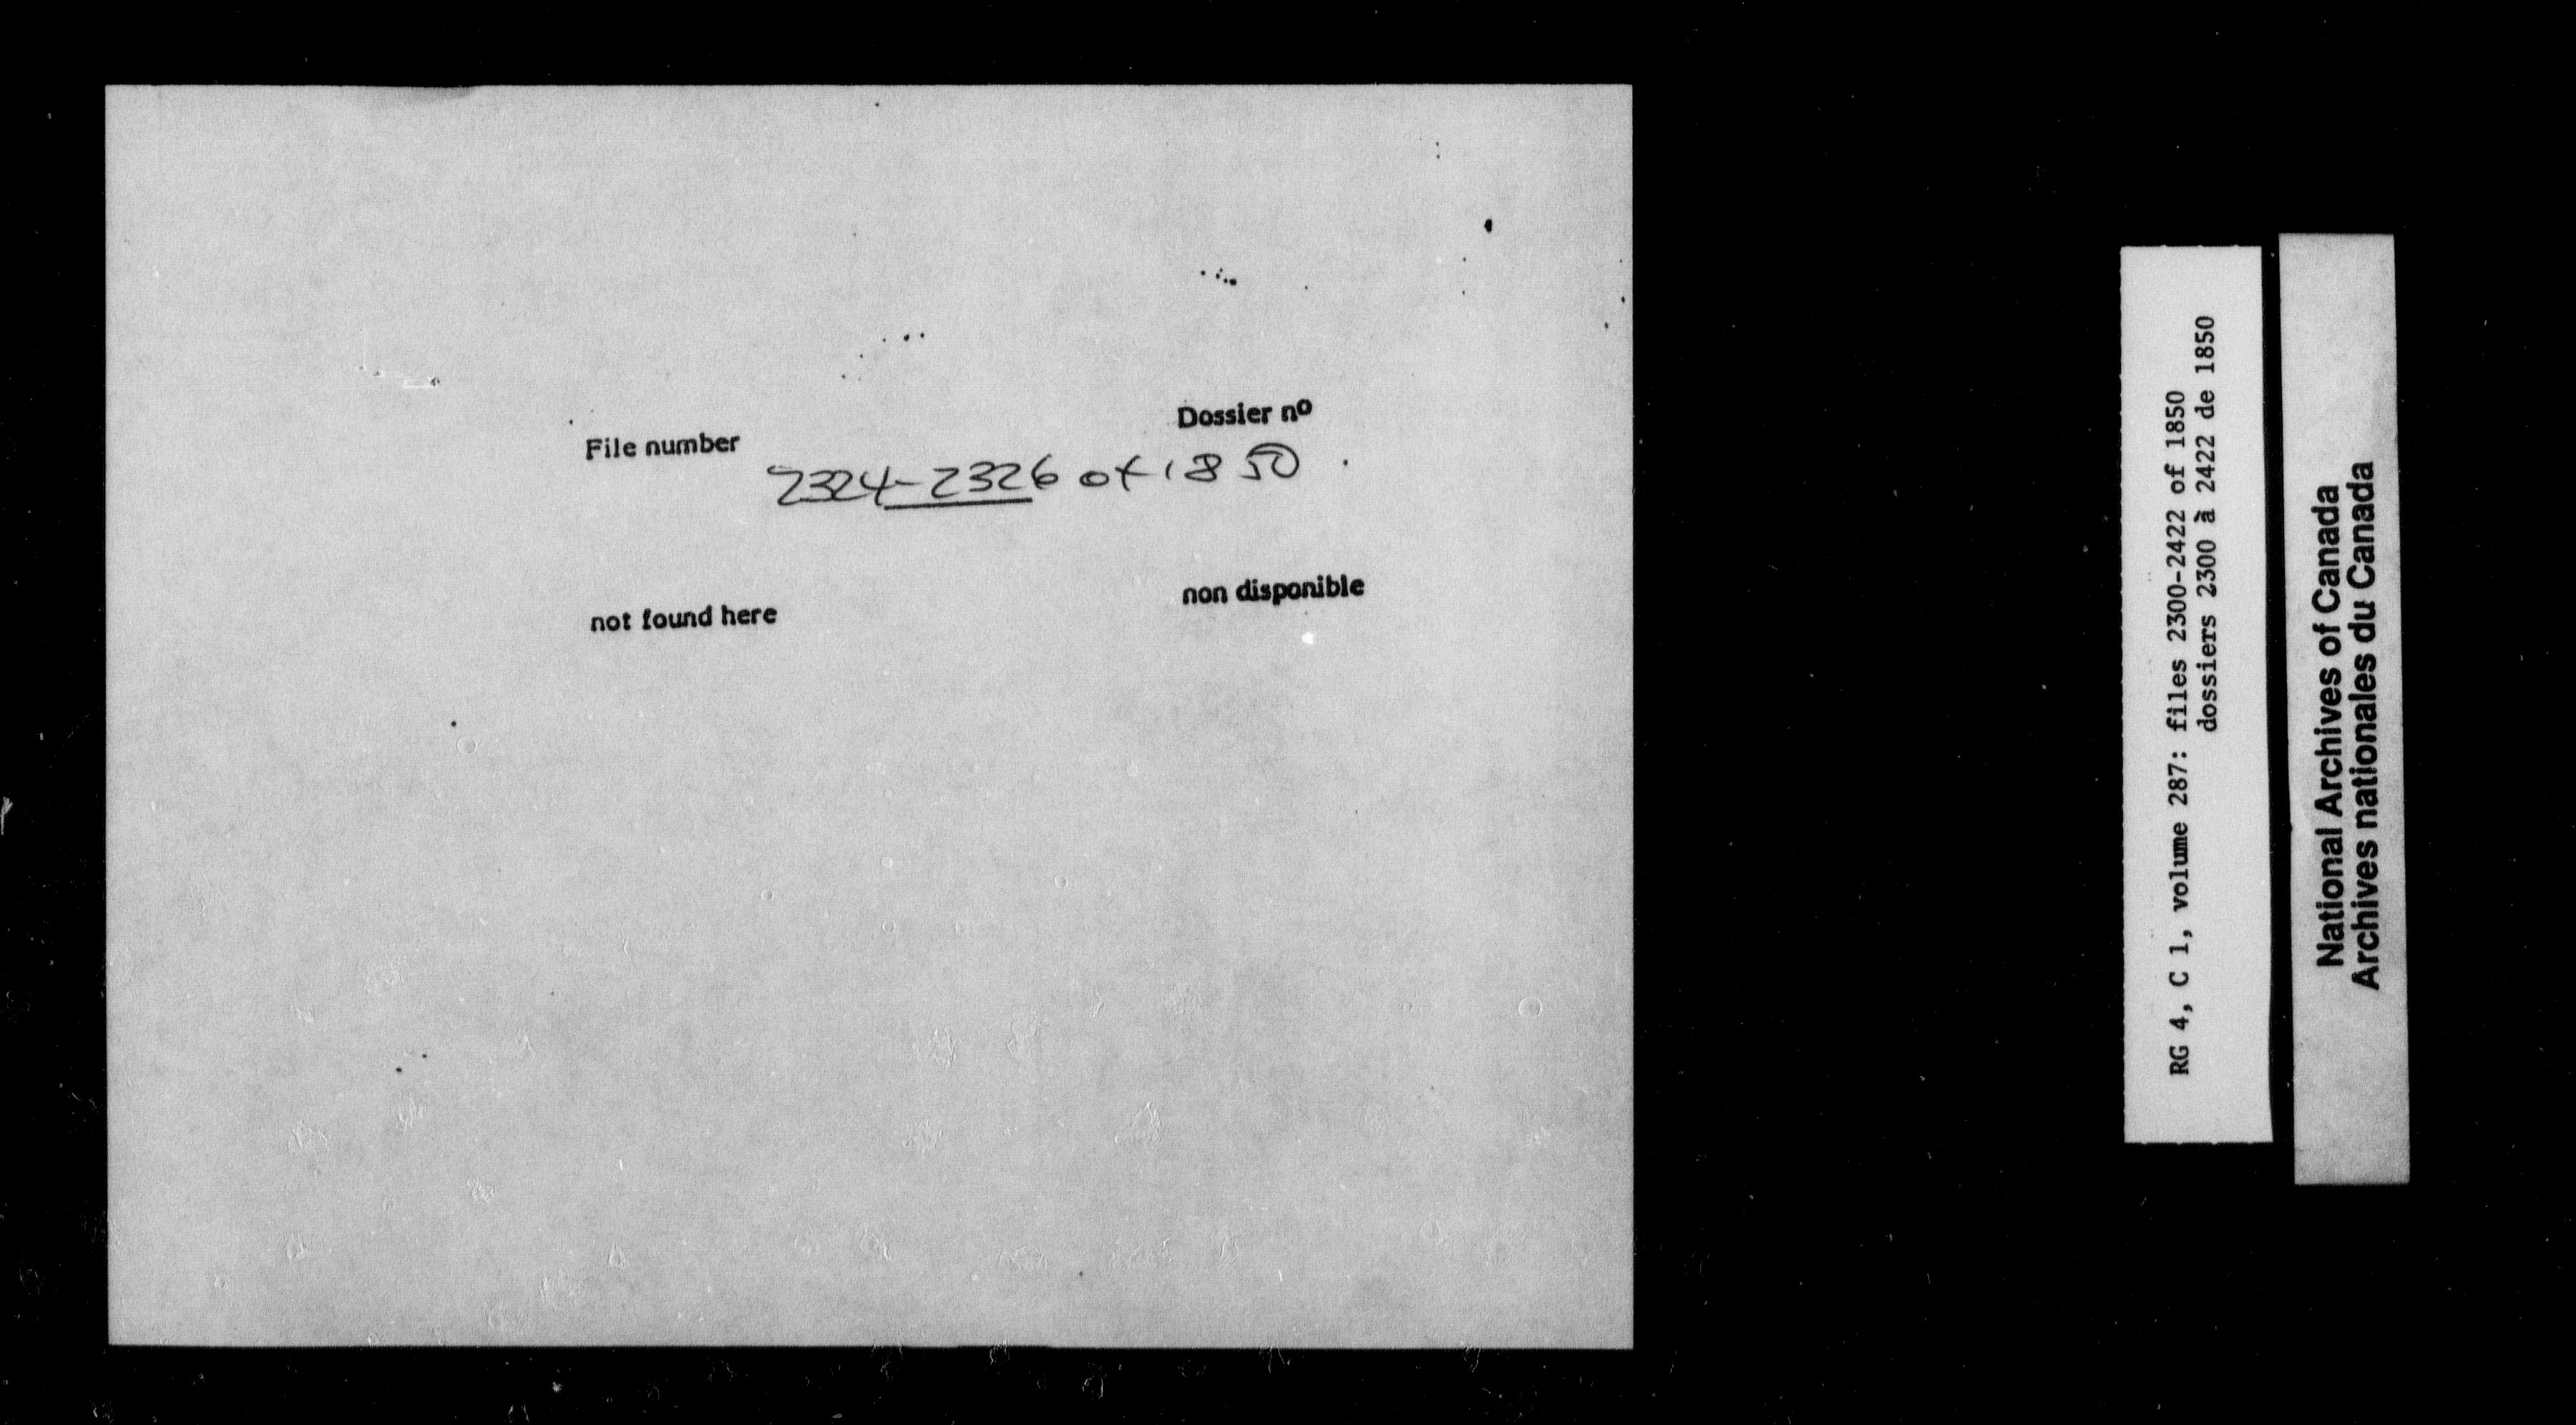 File number
Dossier nº
2324-2326 of 1850.
not found here
non disponible
RG 4, C 1, volume 287: files 2300-2422 of 1850
dossiers 2300 à 2422 de 1850
National Archives of Canada
Archives nationales du Canada